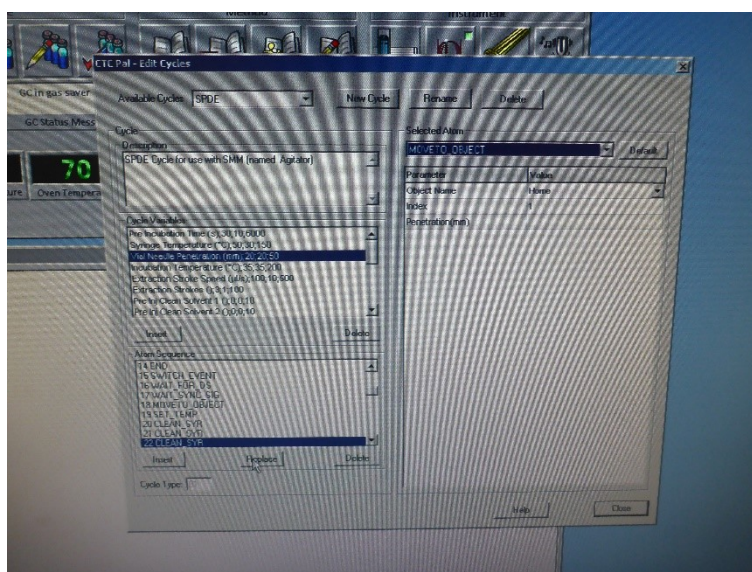 Method
Instrument
CTC Pal - Edit Cycles
GC in gas saver
Available Cycles: SPDE
New Cycle
Rename
Delete
GC Status Mess
70
Oven Tempera
Cycle
Description
SPDE Cycle for use with SMM (named Agitator)
Cycle Variables
Pre Incubation Time (s);30;10;6000
Syringe Temperature (°C);50;30;150
Vial Needle Penetration (mm);20;20;50
Incubation Temperature (°C);35;35;200
Extraction Stroke Speed (µl/s);100;10;500
Extraction Strokes ();3;1;100
Pre Inj Clean Solvent 1 ();0;0;10
Pre Inj Clean Solvent 2 ();0;0;10
Insert
Delete
Atom Sequence
14 END
15 SWITCH_EVENT
16 WAIT_FOR_DS
17 WAIT_SYNC_SIG
18 MOVETO_OBJECT
19 SET_TEMP
20 CLEAN_SYR
21 CLEAN_SYR
22 CLEAN_SYR
Insert
Replace
Delete
Cycle Type:
Selected Atom
MOVETO_OBJECT
Default
Parameter Value
Object Name Home
Index 1
Penetration(mm)
Help
Close